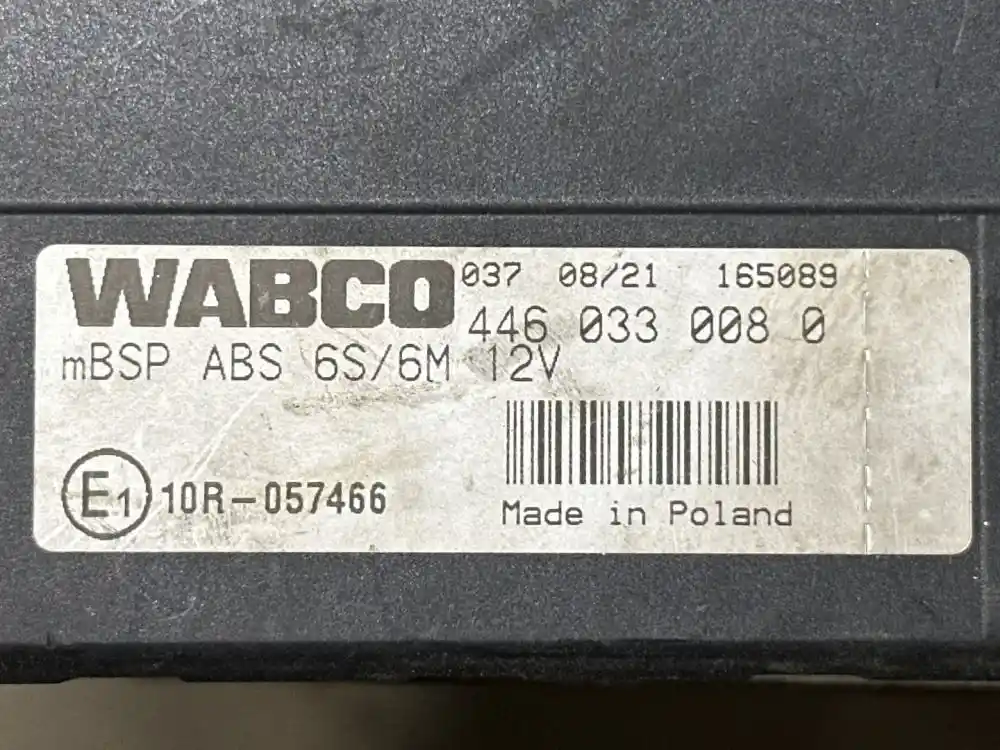 WABCO 037 08/21 165089
446 033 008 0
mBSP ABS 6S/6M 12V
E1 10R-057466
Made in Poland